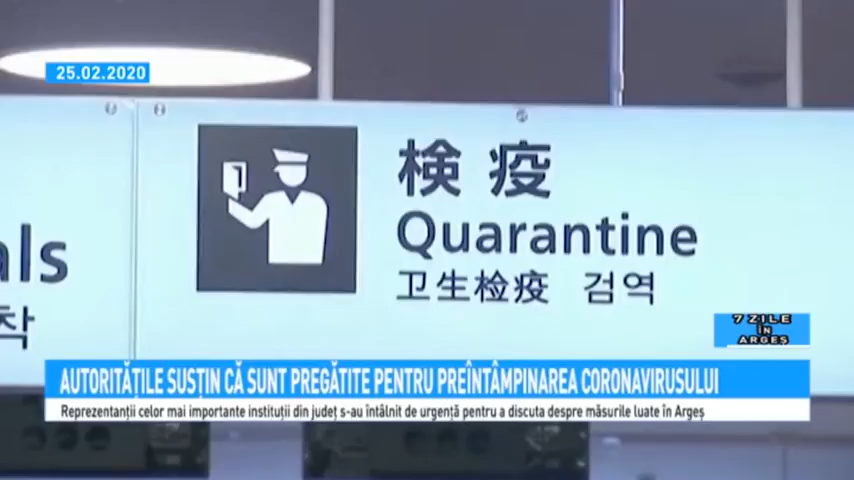 25.02.2020
検疫
Quarantine
卫生检疫 검역
als
착
7 ZILE
ÎN
ARGEȘ
AUTORITĂȚILE SUSȚIN CĂ SUNT PREGĂTITE PENTRU PREÎNTÂMPINAREA CORONAVIRUSULUI
Reprezentanții celor mai importante instituții din județ s-au întâlnit de urgență pentru a discuta despre măsurile luate în Argeș